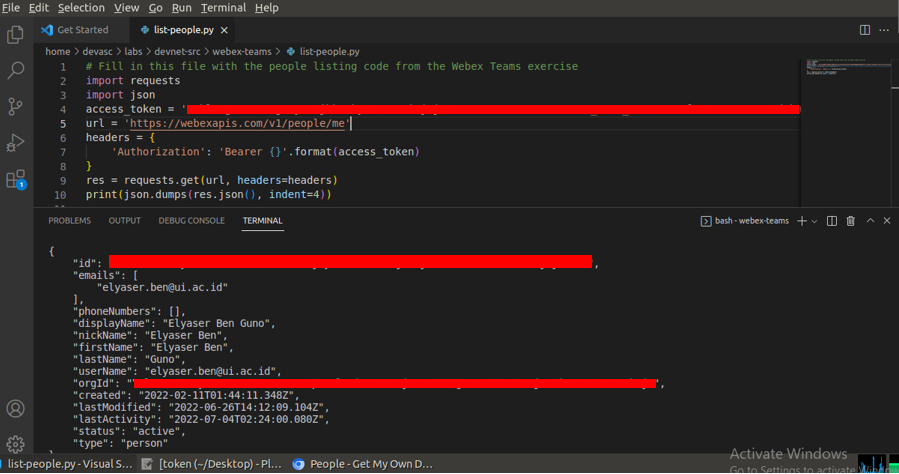 File Edit Selection View Go Run Terminal Help
Get Started list-people.py
home > devasc > labs > devnet-src > webex-teams > list-people.py
1 # Fill in this file with the people listing code from the Webex Teams exercise
2 import requests
3 import json
4 access_token = '
5 url = 'https://webexapis.com/v1/people/me'
6 headers = {
7 'Authorization': 'Bearer {}'.format(access_token)
8 }
9 res = requests.get(url, headers=headers)
10 print(json.dumps(res.json(), indent=4))
1
PROBLEMS OUTPUT DEBUG CONSOLE TERMINAL bash - webex-teams
{
"id":
"emails": [
"elyaser.ben@ui.ac.id"
],
"phoneNumbers": [],
"displayName": "Elyaser Ben Guno",
"nickName": "Elyaser Ben",
"firstName": "Elyaser Ben",
"lastName": "Guno",
"userName": "elyaser.ben@ui.ac.id",
"orgId": "
",
"created": "2022-02-11T01:44:11.348Z",
"lastModified": "2022-06-26T14:12:09.104Z",
"lastActivity": "2022-07-04T02:24:00.080Z",
"status": "active",
"type": "person"
Activate Windows
Go to Settings to activate Windows
list-people.py - Visual S... [token (~/Desktop) - Pl... People - Get My Own D...